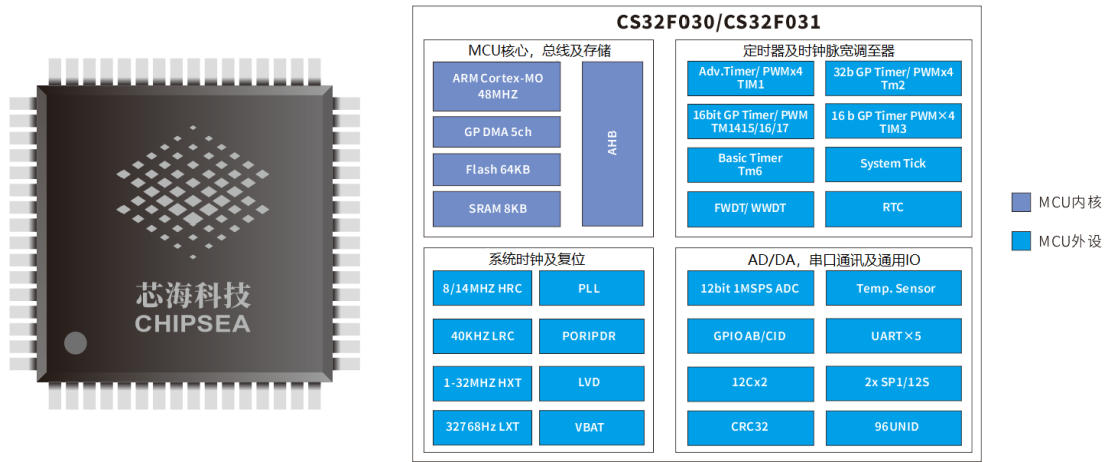 芯海科技
CHIPSEA
CS32F030/CS32F031
MCU核心，总线及存储
ARM Cortex-MO
48MHZ
GP DMA 5ch
Flash 64KB
SRAM 8KB
AHB
定时器及时钟脉宽调至器
Adv.Timer/ PWMx4
TIM1
32b GP Timer/ PWMx4
Tm2
16bit GP Timer/ PWM
TM1415/16/17
16 b GP Timer PWM×4
TIM3
Basic Timer
Tm6
System Tick
FWDT/ WWDT
RTC
系统时钟及复位
8/14MHZ HRC
PLL
40KHZ LRC
PORIPDR
1-32MHZ HXT
LVD
32768Hz LXT
VBAT
AD/DA，串口通讯及通用IO
12bit 1MSPS ADC
Temp. Sensor
GPIO AB/CID
UART×5
12Cx2
2x SP1/12S
CRC32
96UNID
MCU内核
MCU外设